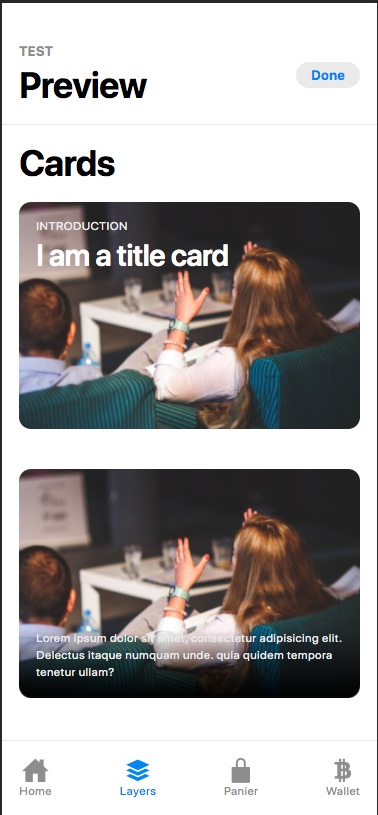 TEST
Preview
Done
Cards
INTRODUCTION
I am a title card
Lorem ipsum dolor sit amet, consectetur adipisicing elit.
Delectus itaque numquam unde. quia quidem tempora
tenetur ullam?
Home
Layers
Panier
Wallet